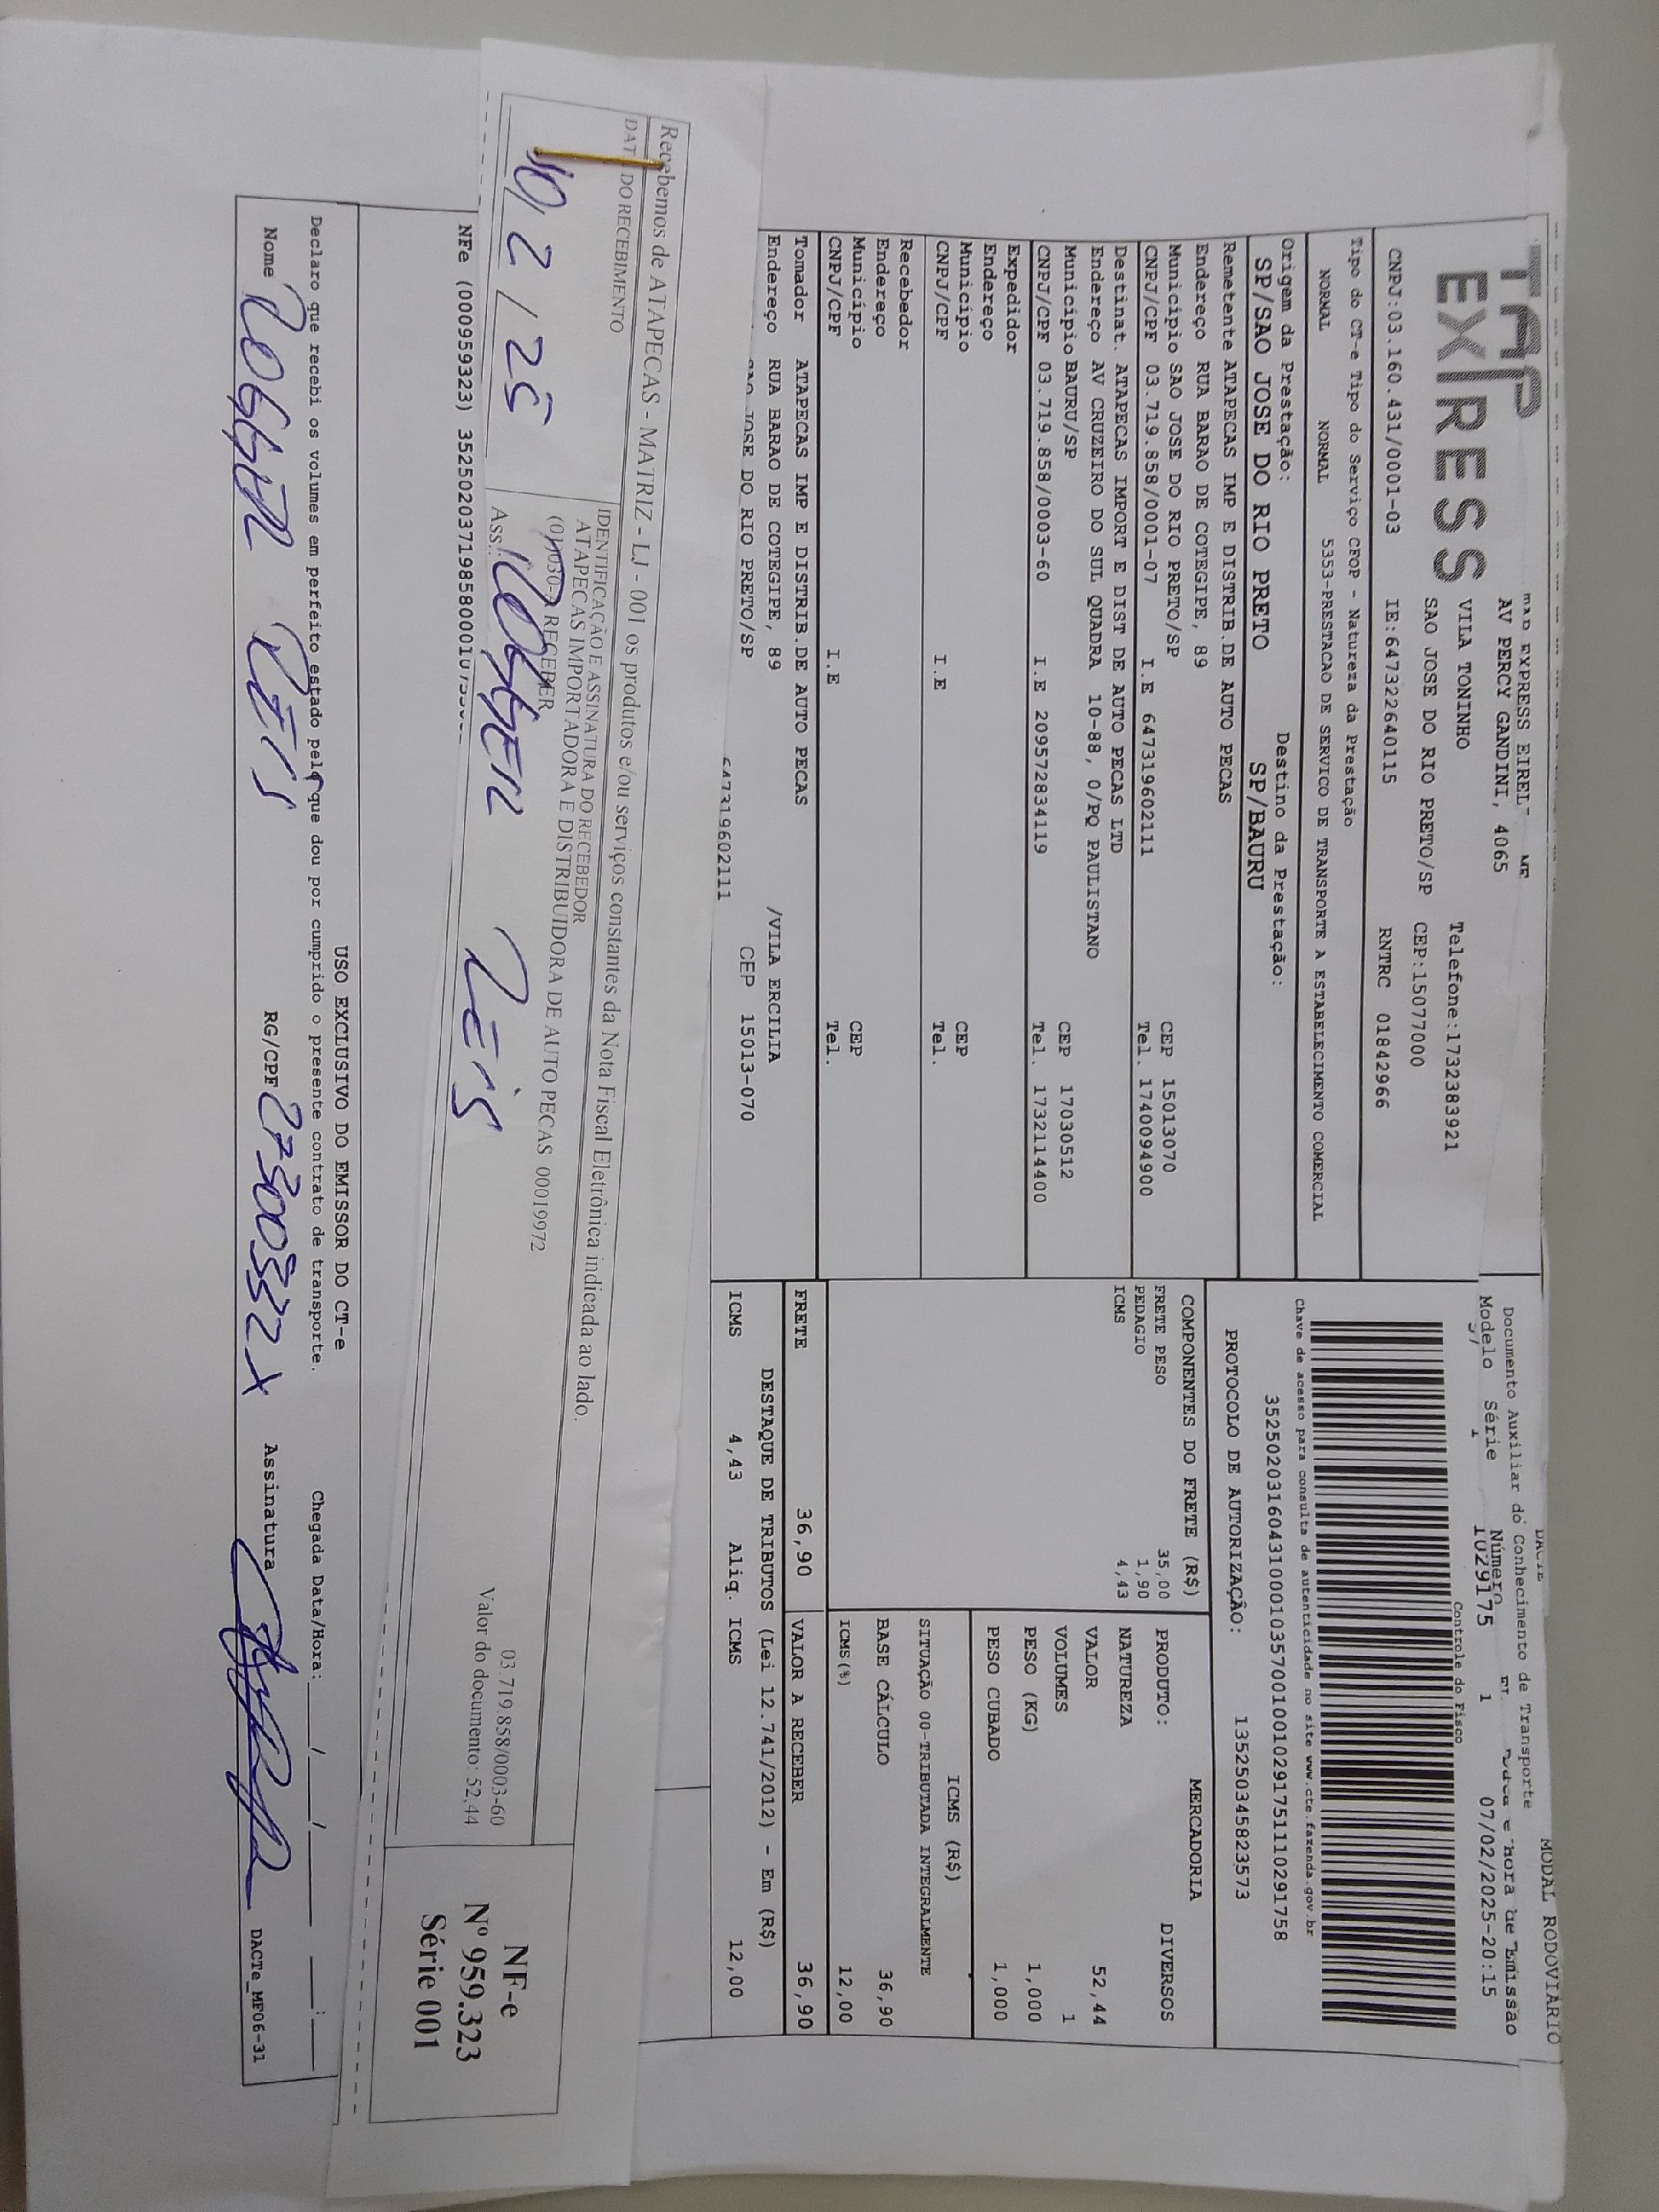 TAP
EXPRESS
EXPRESS EIRELI ME
AV PERCY GANDINI, 4065
VILA TONINHO
Telefone:1732383921
SAO JOSE DO RIO PRETO/SP CEP:15077000
CNPJ:03.160.431/0001-03 IE:647322640115 RNTRC 01842966
Tipo do CT-e Tipo do Serviço CFOP - Natureza da Prestação
NORMAL NORMAL 5353-PRESTACAO DE SERVICO DE TRANSPORTE A ESTABELECIMENTO COMERCIAL
Origem da Prestação: Destino da Prestação:
SP/SAO JOSE DO RIO PRETO SP/BAURU
Remetente ATAPECAS IMP E DISTRIB.DE AUTO PECAS
Endereço RUA BARAO DE COTEGIPE, 89
Município SAO JOSE DO RIO PRETO/SP CEP 15013070
CNPJ/CPF 03.719.858/0001-07 I.E 647319602111 Tel. 1740094900
Destinat. ATAPECAS IMPORT E DIST DE AUTO PECAS LTD
Endereço AV CRUZEIRO DO SUL QUADRA 10-88, 0/PQ PAULISTANO
Município BAURU/SP CEP 17030512
CNPJ/CPF 03.719.858/0003-60 I.E 209572834119 Tel. 1732114400
Expedidor
Endereço
Município CEP
CNPJ/CPF I.E Tel.
Recebedor
Endereço
Município CEP
CNPJ/CPF I.E Tel.
Tomador ATAPECAS IMP E DISTRIB.DE AUTO PECAS
Endereço RUA BARAO DE COTEGIPE, 89 /VILA ERCILIA
SAO JOSE DO RIO PRETO/SP CEP 15013-070
647319602111
MODAL RODOVIÁRIO
DACTE
Documento Auxiliar do Conhecimento de Transporte
Modelo Série Número FL Data e hora de Emissão
57 1 1029175 1 07/02/2025-20:15
Controle do Fisco
Chave de acesso para consulta de autenticidade no site www.cte.fazenda.gov.br
35250203160431000103570010010291751110291758
PROTOCOLO DE AUTORIZAÇÃO: 135250345823573
COMPONENTES DO FRETE (R$)
FRETE PESO 35,00
PEDAGIO 1,90
ICMS 4,43
MERCADORIA
PRODUTO: DIVERSOS
NATUREZA
VALOR 52,44
VOLUMES 1
PESO (KG) 1,000
PESO CUBADO 1,000
ICMS (R$)
SITUAÇÃO 00-TRIBUTADA INTEGRALMENTE
BASE CÁLCULO 36,90
ICMS(%) 12,00
FRETE 36,90 VALOR A RECEBER 36,90
DESTAQUE DE TRIBUTOS (Lei 12.741/2012) - Em (R$)
ICMS 4,43 Aliq. ICMS 12,00
Recebemos de ATAPECAS - MATRIZ - LJ - 001 os produtos e/ou serviços constantes da Nota Fiscal Eletrônica indicada ao lado.
DATA DO RECEBIMENTO
10/2/25
IDENTIFICAÇÃO E ASSINATURA DO RECEBEDOR
ATAPECAS IMPORTADORA E DISTRIBUIDORA DE AUTO PECAS 00019972
RECEBER
03.719.858/0003-60
Ass.: ROGGER REIS
Valor do documento: 52,44
NF-e
Nº 959.323
Série 001
NFe (000959323)
USO EXCLUSIVO DO EMISSOR DO CT-e
Declaro que recebi os volumes em perfeito estado pelo que dou por cumprido o presente contrato de transporte. Chegada Data/Hora: ____/____/____ ____:____
Nome ROGGER REIS RG/CPF Assinatura
DACTe_MF06-31